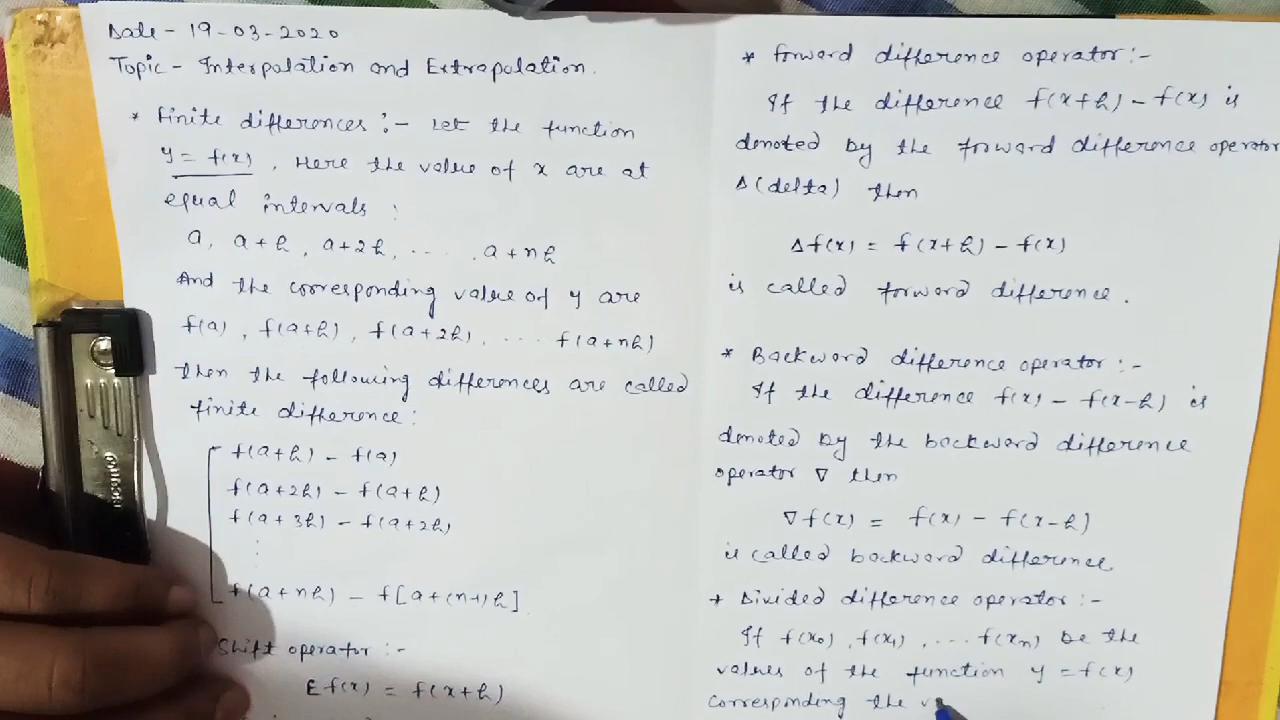 Date - 19-03-2020
Topic - Interpolation and Extrapolation.
* Finite differences :- Let the function
y = f(x) . Here the value of x are at
equal intervals :
a, a+h, a+2h, ..... a+nh
And the corresponding value of y are
f(a), f(a+h), f(a+2h), .... f(a+nh)
then the following differences are called
finite difference :
f(a+h) - f(a)
f(a+2h) - f(a+h)
f(a+3h) - f(a+2h)
⋮
f(a+nh) - f[a+(n-1)h]
Shift operator :-
E f(x) = f(x+h)
* Forward difference operator :-
If the difference f(x+h) - f(x) is
denoted by the forward difference operator
Δ(delta) then
Δf(x) = f(x+h) - f(x)
is called forward difference.
* Backward difference operator :-
If the difference f(x) - f(x-h) is
denoted by the backward difference
operator ∇ then
∇f(x) = f(x) - f(x-h)
is called backward difference.
* Divided difference operator :-
If f(x₀), f(x₁), ... f(xₙ) be the
values of the function y = f(x)
corresponding the